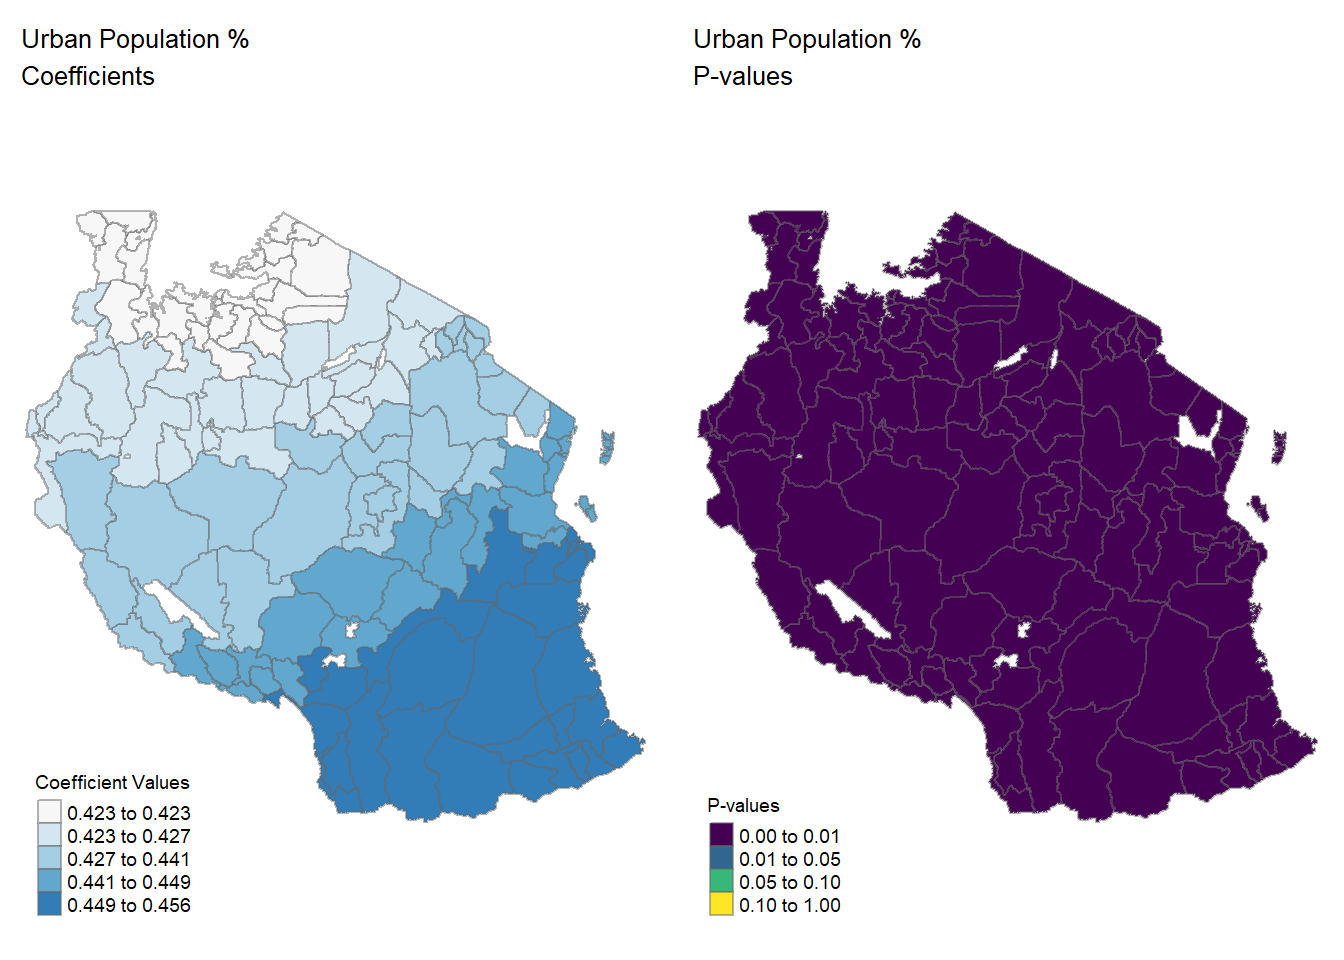 Urban Population %
Coefficients
Coefficient Values
0.423 to 0.423
0.423 to 0.427
0.427 to 0.441
0.441 to 0.449
0.449 to 0.456
Urban Population %
P-values
P-values
0.00 to 0.01
0.01 to 0.05
0.05 to 0.10
0.10 to 1.00